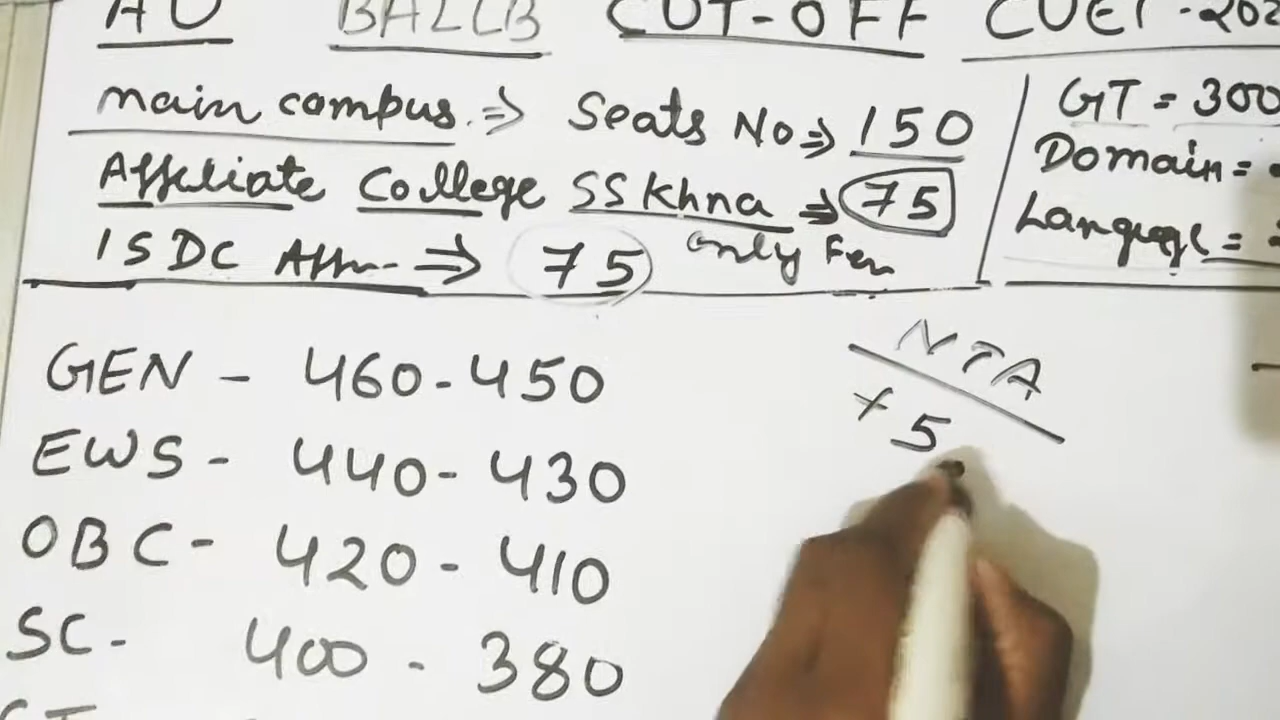 AU BALLB CUT-OFF CUET-202
main campus ⇒ Seats No ⇒ 150
Affiliate College SS Khna ⇒ 75
only Fem
ISDC Affi ⇒ 75
GT = 300
Domain =
Language =
GEN - 460-450
EWS - 440-430
OBC - 420-410
SC - 400-380
ST
NTA
+ 5